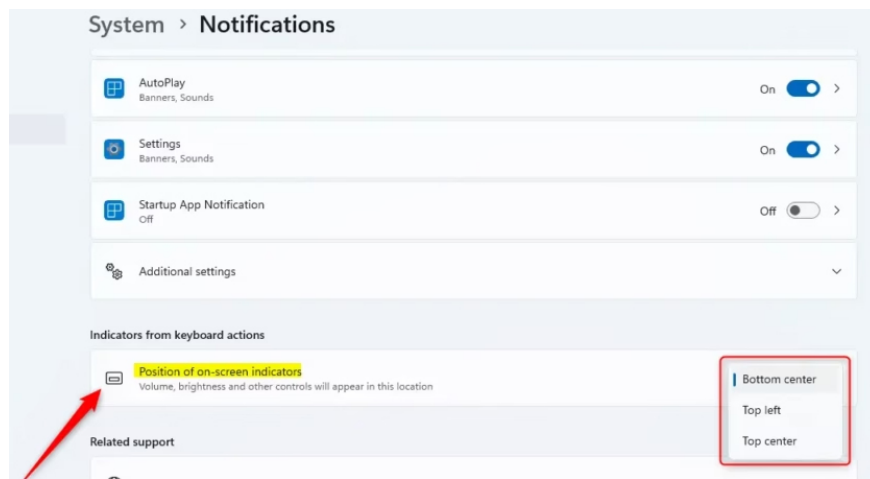 System > Notifications
AutoPlay
Banners, Sounds
On
Settings
Banners, Sounds
On
Startup App Notification
Off
Off
Additional settings
Indicators from keyboard actions
Position of on-screen indicators
Volume, brightness and other controls will appear in this location
Bottom center
Top left
Top center
Related support